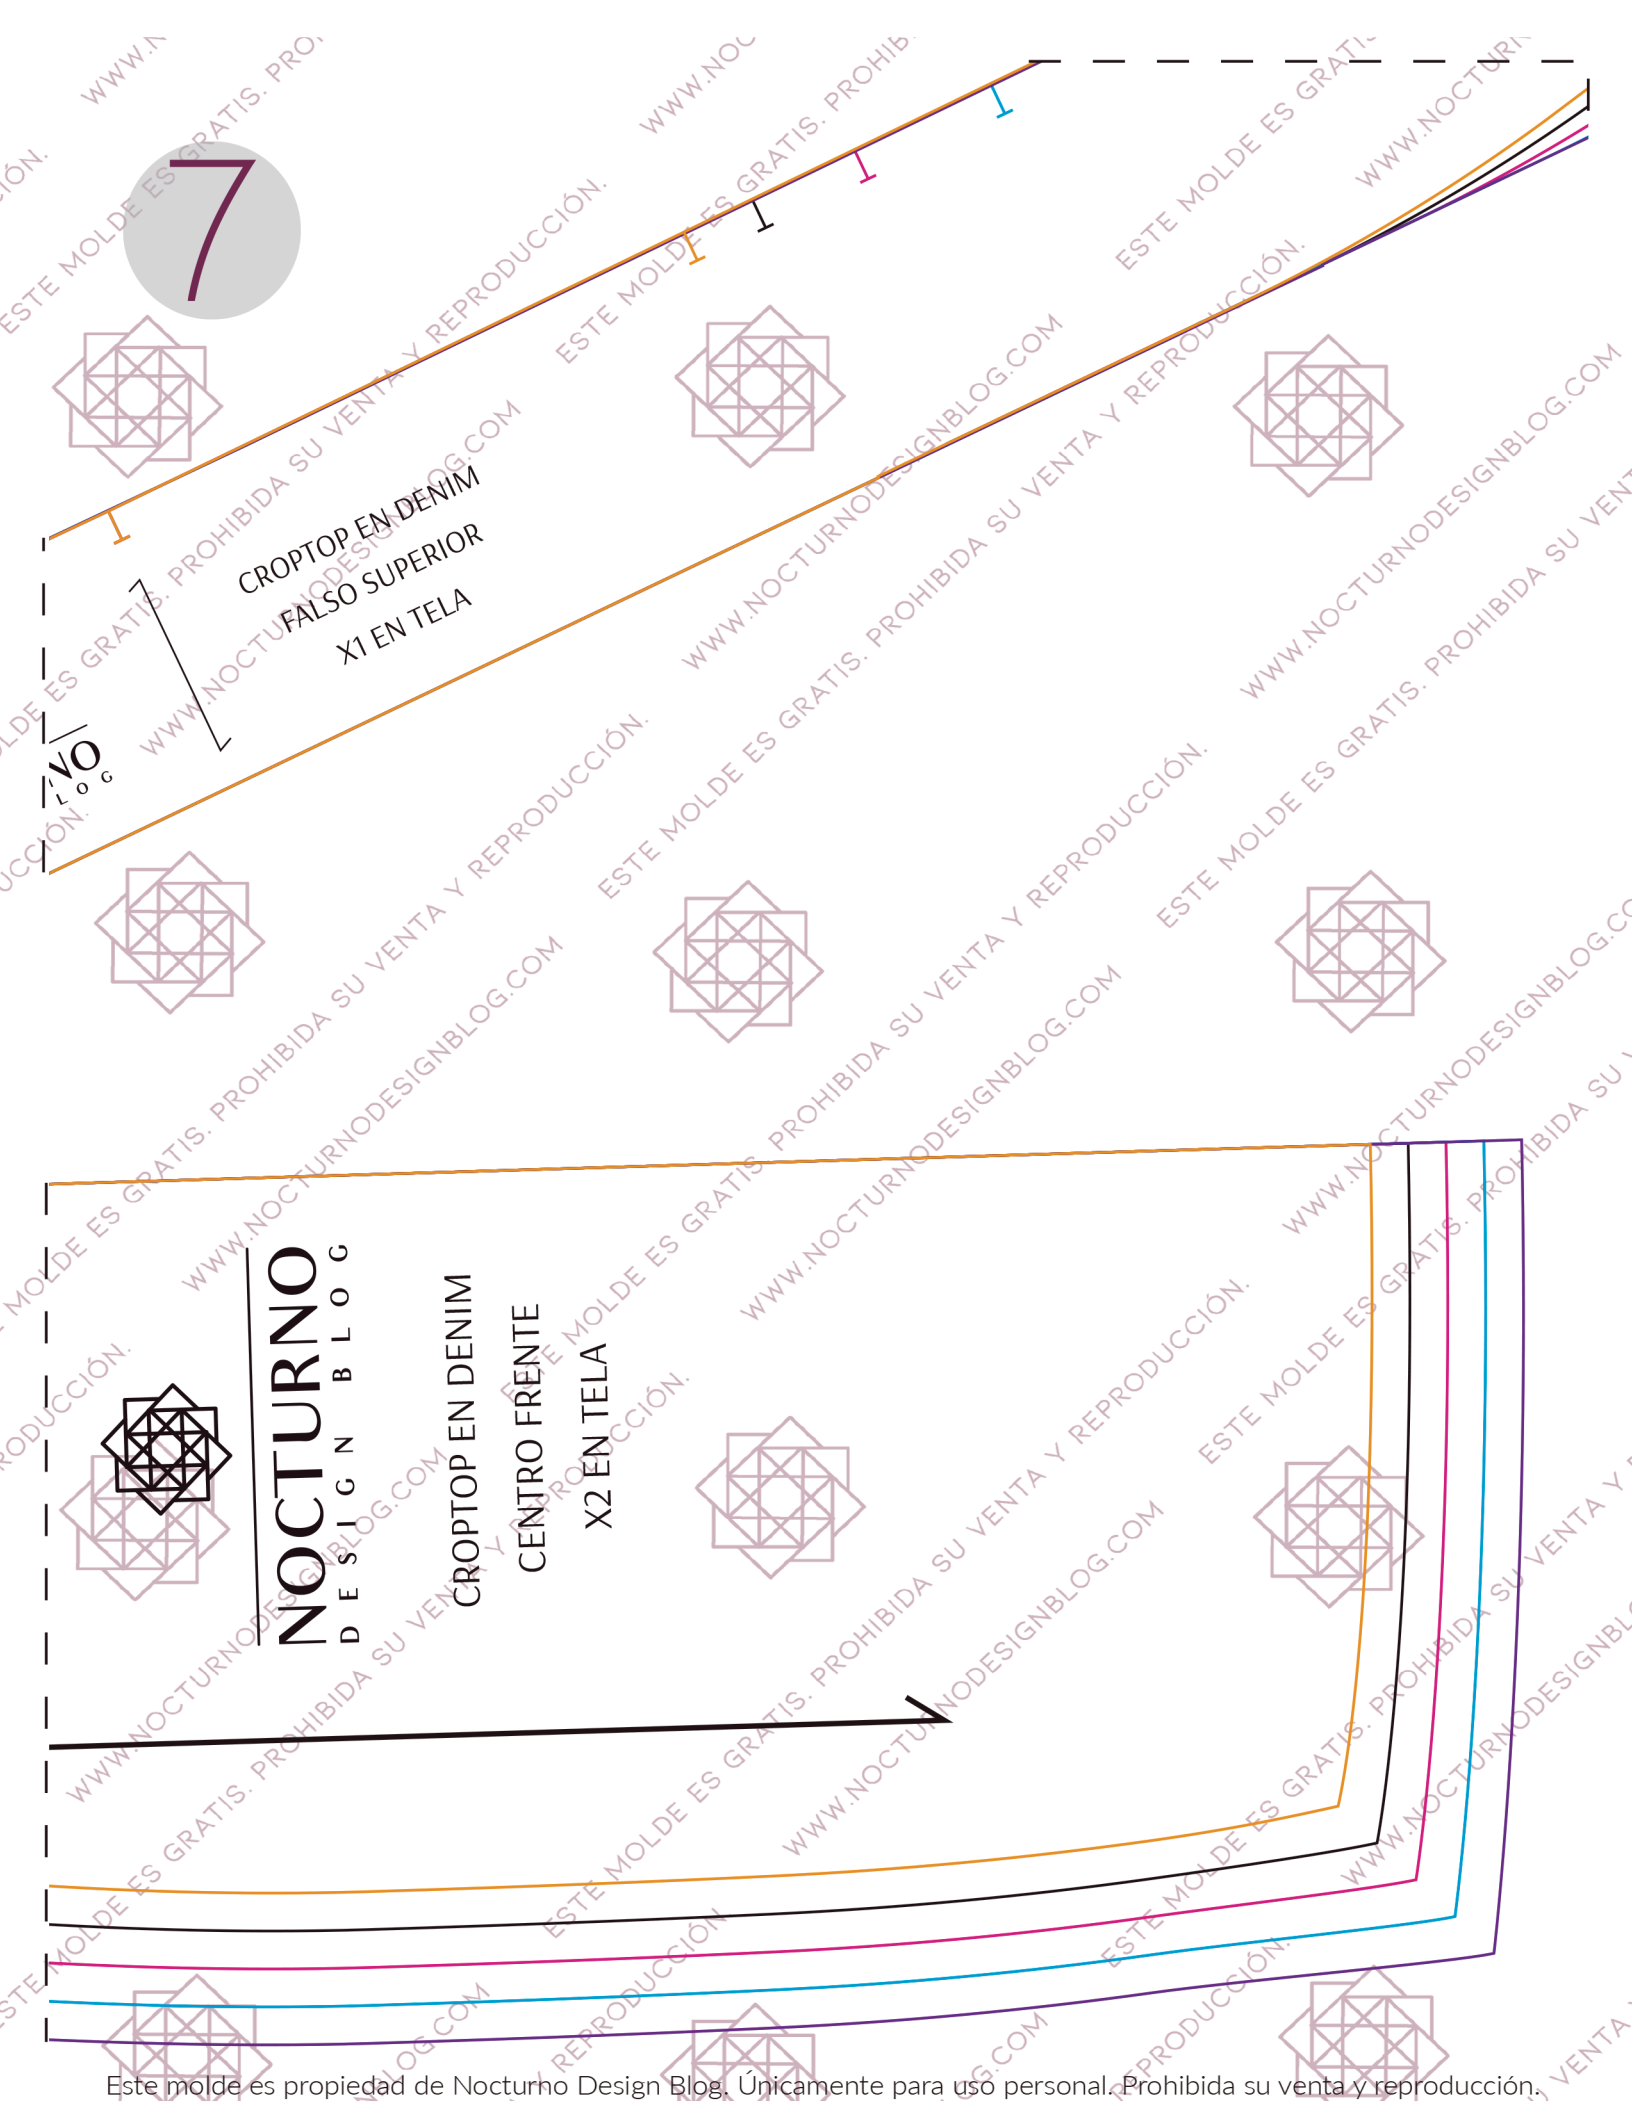 7
CROPTOP EN DENIM
FALSO SUPERIOR
X1 EN TELA
NO
LOG
NOCTURNO
DESIGN BLOG
CROPTOP EN DENIM
CENTRO FRENTE
X2 EN TELA
ESTE MOLDE ES GRATIS. PROHIBIDA SU VENTA Y REPRODUCCIÓN.
WWW.NOCTURNODESIGNBLOG.COM
Este molde es propiedad de Nocturno Design Blog. Únicamente para uso personal. Prohibida su venta y reproducción.